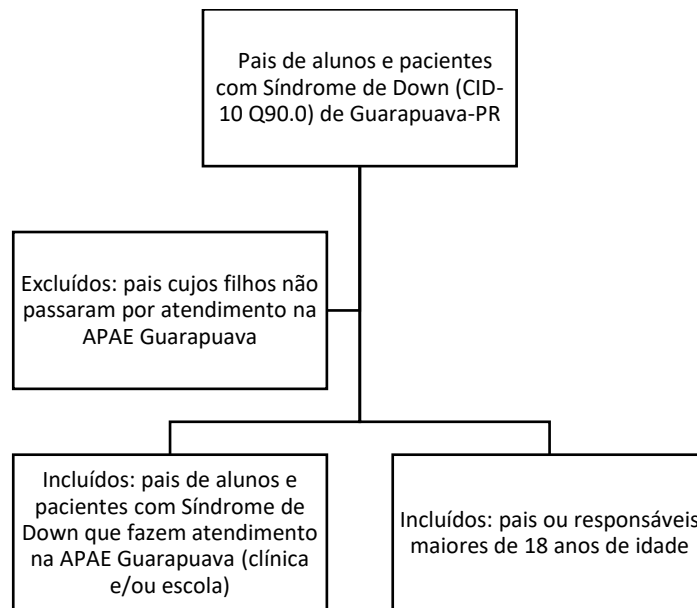 Pais de alunos e pacientes
com Síndrome de Down (CID-
10 Q90.0) de Guarapuava-PR
Excluídos: pais cujos filhos não
passaram por atendimento na
APAE Guarapuava
Incluídos: pais de alunos e
pacientes com Síndrome de
Down que fazem atendimento
na APAE Guarapuava (clínica
e/ou escola)
Incluídos: pais ou responsáveis
maiores de 18 anos de idade